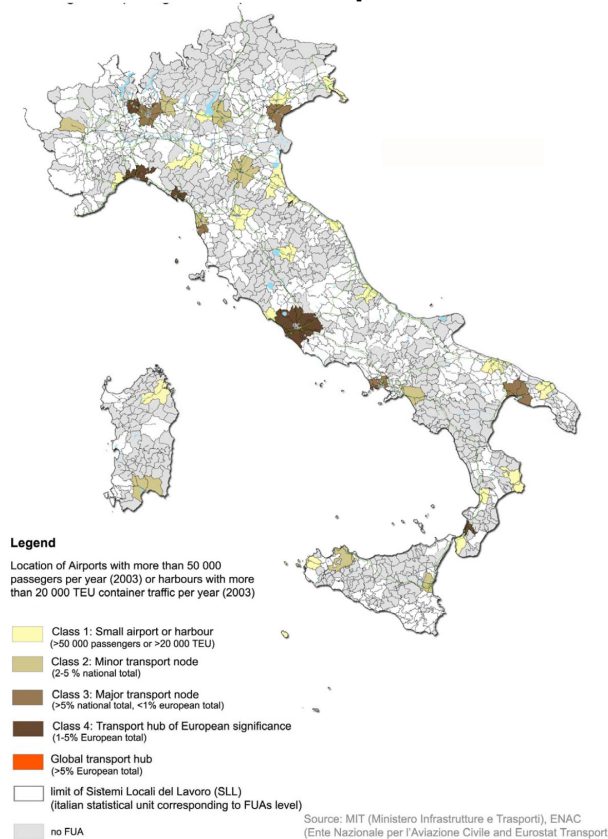 Legend
Location of Airports with more than 50 000
passegers per year (2003) or harbours with more
than 20 000 TEU container traffic per year (2003)
Class 1: Small airport or harbour
(>50 000 passengers or >20 000 TEU)
Class 2: Minor transport node
(2-5 % national total)
Class 3: Major transport node
(>5% national total, <1% european total)
Class 4: Transport hub of European significance
(1-5% European total)
Global transport hub
(>5% European total)
limit of Sistemi Locali del Lavoro (SLL)
(italian statistical unit corresponding to FUAs level)
no FUA
Source: MIT (Ministero Infrastrutture e Trasporti), ENAC
(Ente Nazionale per l'Aviazione Civile) and Eurostat Transport